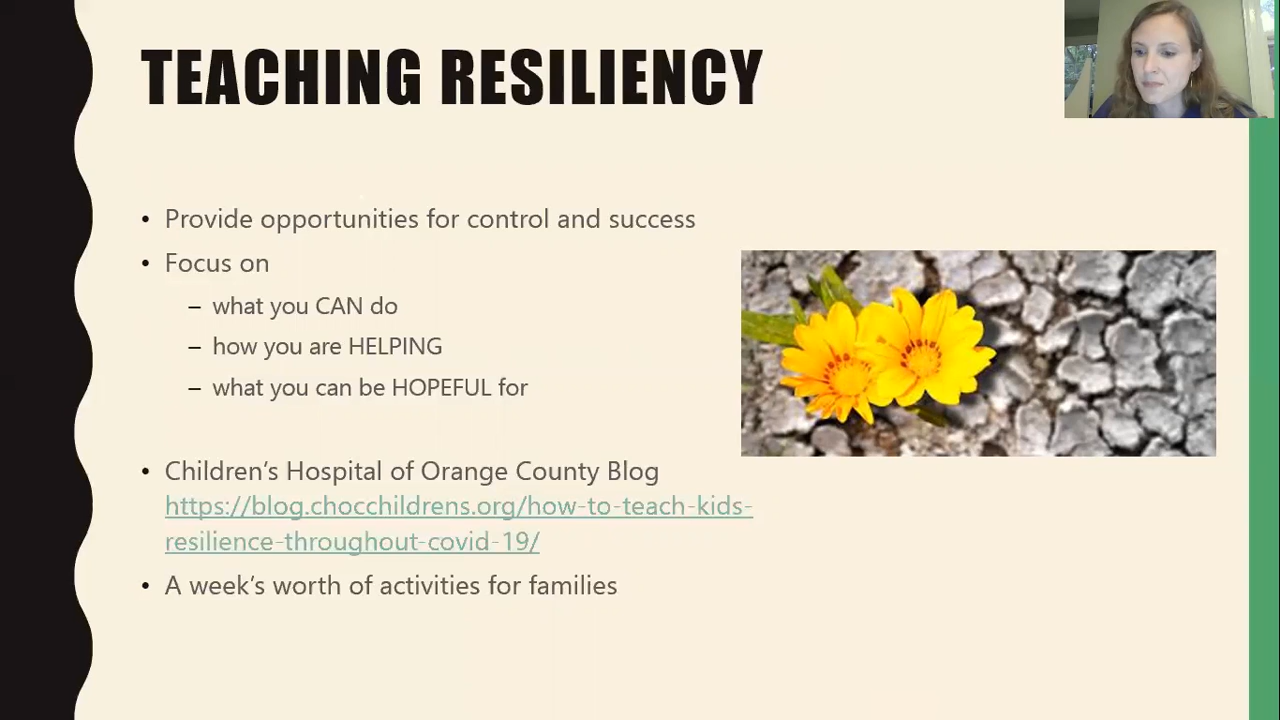 TEACHING RESILIENCY
• Provide opportunities for control and success
• Focus on
– what you CAN do
– how you are HELPING
– what you can be HOPEFUL for
• Children's Hospital of Orange County Blog
https://blog.chocchildrens.org/how-to-teach-kids-
resilience-throughout-covid-19/
• A week's worth of activities for families